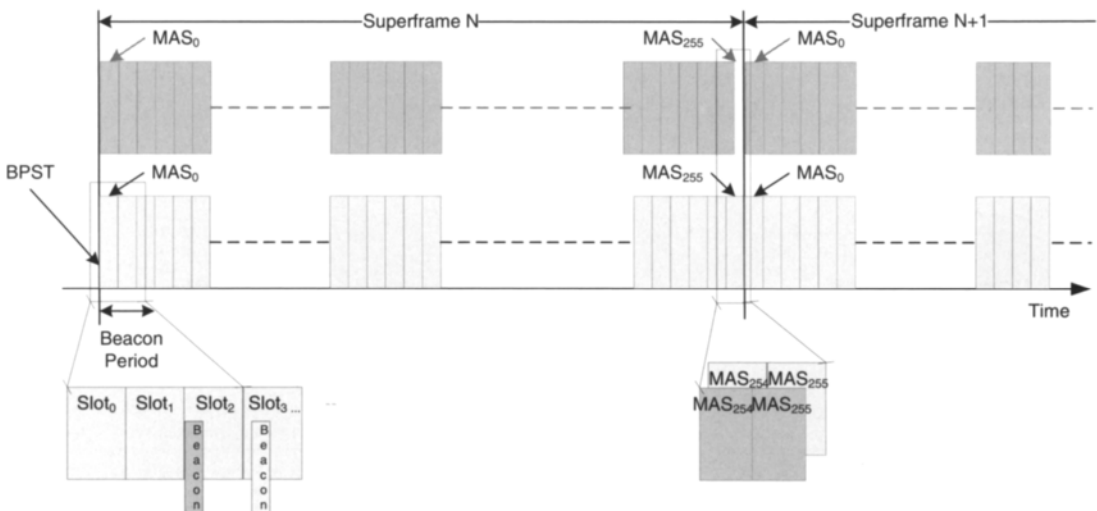 Superframe N
Superframe N+1
MAS0
MAS255
MAS0
BPST
MAS0
MAS255
MAS0
Time
Beacon
Period
MAS254
MAS255
Slot0
Slot1
Slot2
Slot3 ...
MAS254
MAS255
Beacon
Beacon